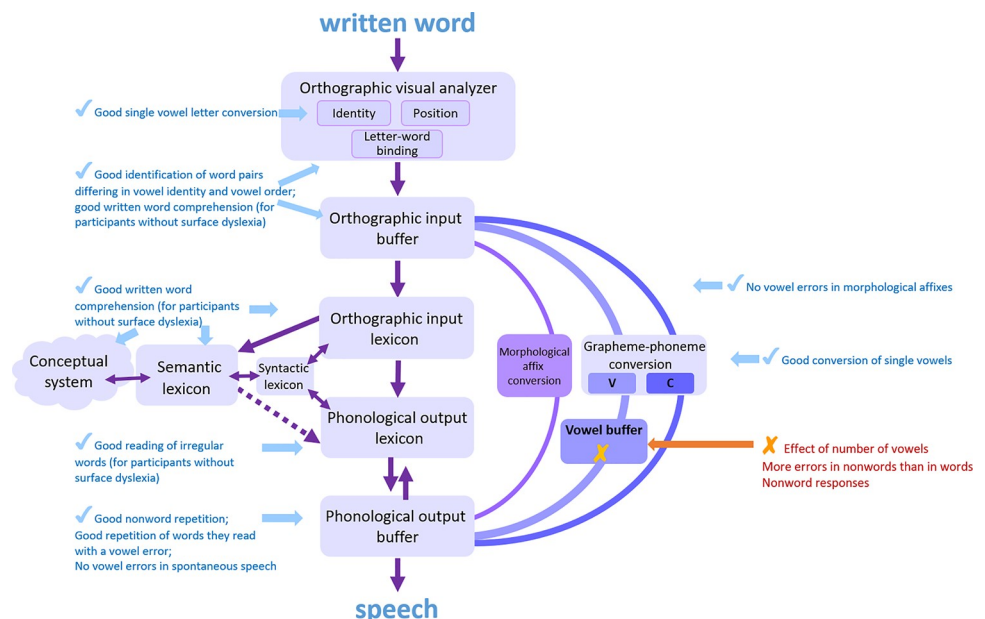 written word
Orthographic visual analyzer
Identity
Position
Letter-word
binding
✓ Good single vowel letter conversion
✓ Good identification of word pairs
differing in vowel identity and vowel order;
good written word comprehension (for
participants without surface dyslexia)
Orthographic input
buffer
✓ No vowel errors in morphological affixes
✓ Good written word
comprehension (for participants
without surface dyslexia)
Orthographic input
lexicon
Conceptual
system
Semantic
lexicon
Syntactic
lexicon
Morphological
affix
conversion
Grapheme-phoneme
conversion
V
C
✓ Good conversion of single vowels
Phonological output
lexicon
Vowel buffer
✗
✗ Effect of number of vowels
More errors in nonwords than in words
Nonword responses
✓ Good reading of irregular
words (for participants without
surface dyslexia)
✓ Good nonword repetition;
Good repetition of words they read
with a vowel error;
No vowel errors in spontaneous speech
Phonological output
buffer
speech